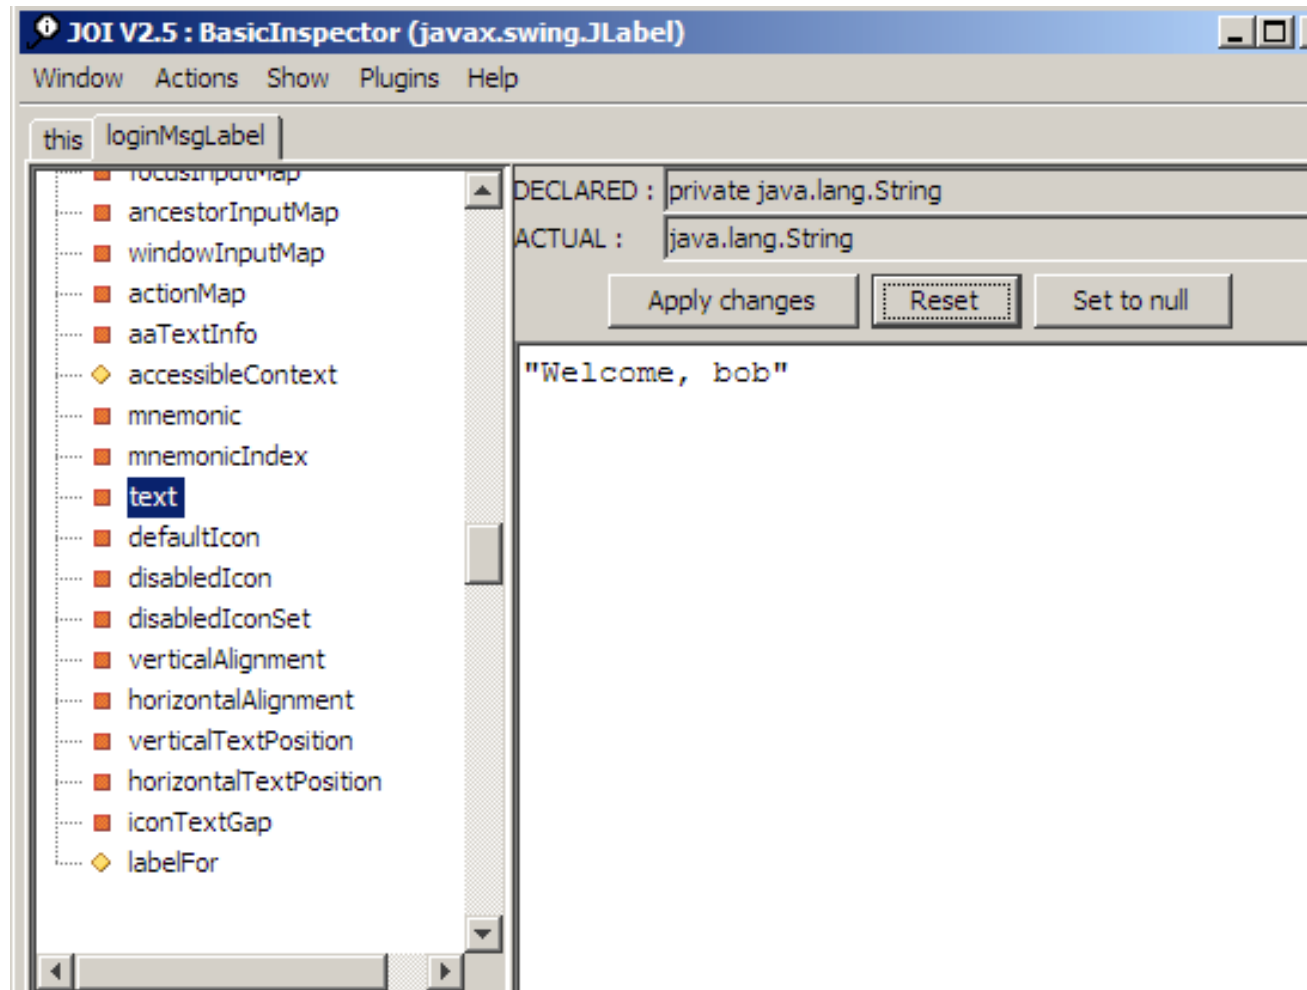 JOI V2.5 : BasicInspector (javax.swing.JLabel)
Window Actions Show Plugins Help
this loginMsgLabel
focusInputMap
ancestorInputMap
windowInputMap
actionMap
aaTextInfo
accessibleContext
mnemonic
mnemonicIndex
text
defaultIcon
disabledIcon
disabledIconSet
verticalAlignment
horizontalAlignment
verticalTextPosition
horizontalTextPosition
iconTextGap
labelFor
DECLARED : private java.lang.String
ACTUAL : java.lang.String
Apply changes Reset Set to null
"Welcome, bob"